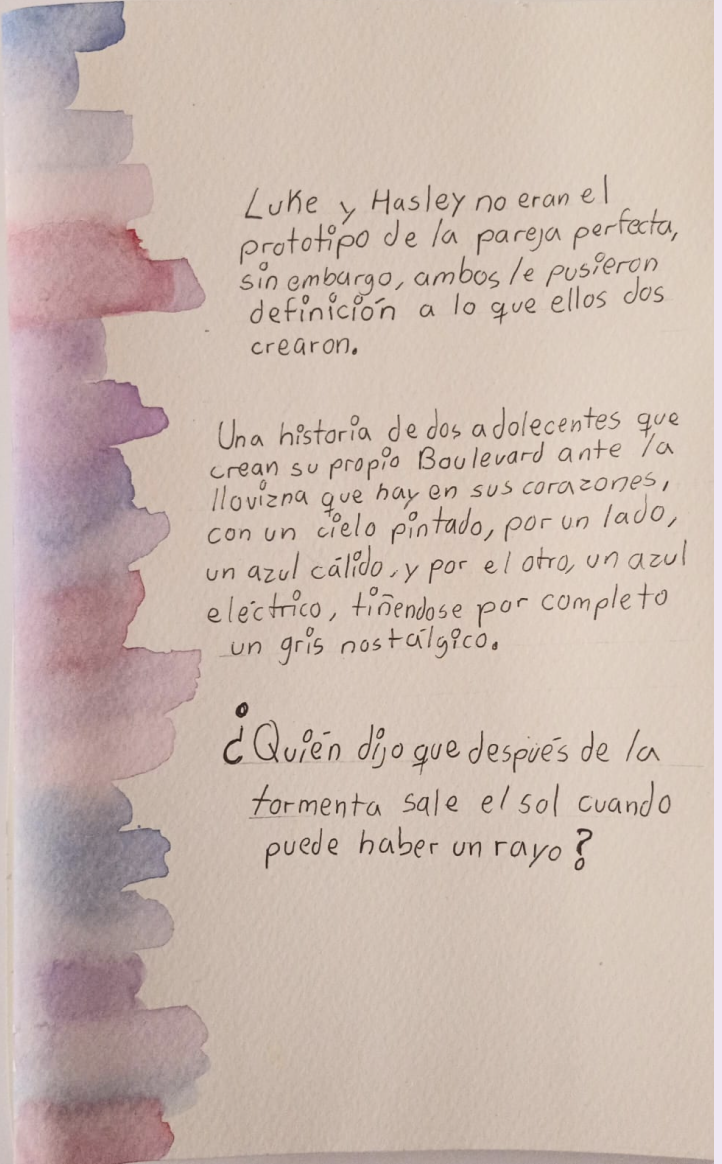 Luke y Hasley no eran el
prototipo de la pareja perfecta,
sin embargo, ambos le pusieron
definición a lo que ellos dos
crearon.
Una historia de dos adolecentes que
crean su propio Boulevard ante la
llovizna que hay en sus corazones,
con un cielo pintado, por un lado,
un azul cálido, y por el otro, un azul
eléctrico, tiñendose por completo
un gris nostálgico.
¿Quién dijo que después de la
tormenta sale el sol cuando
puede haber un rayo?